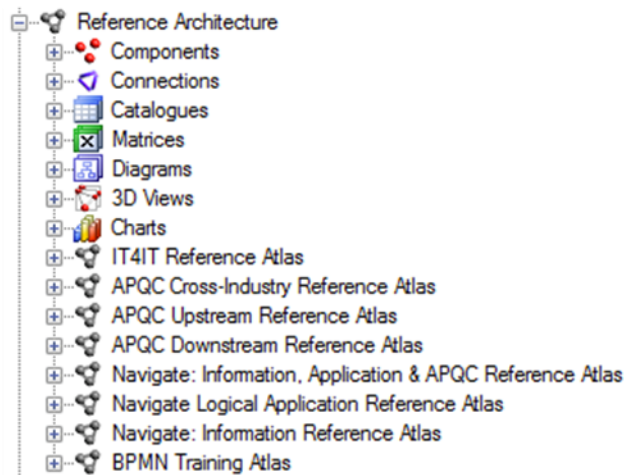 Reference Architecture
Components
Connections
Catalogues
Matrices
Diagrams
3D Views
Charts
IT4IT Reference Atlas
APQC Cross-Industry Reference Atlas
APQC Upstream Reference Atlas
APQC Downstream Reference Atlas
Navigate: Information, Application & APQC Reference Atlas
Navigate Logical Application Reference Atlas
Navigate: Information Reference Atlas
BPMN Training Atlas